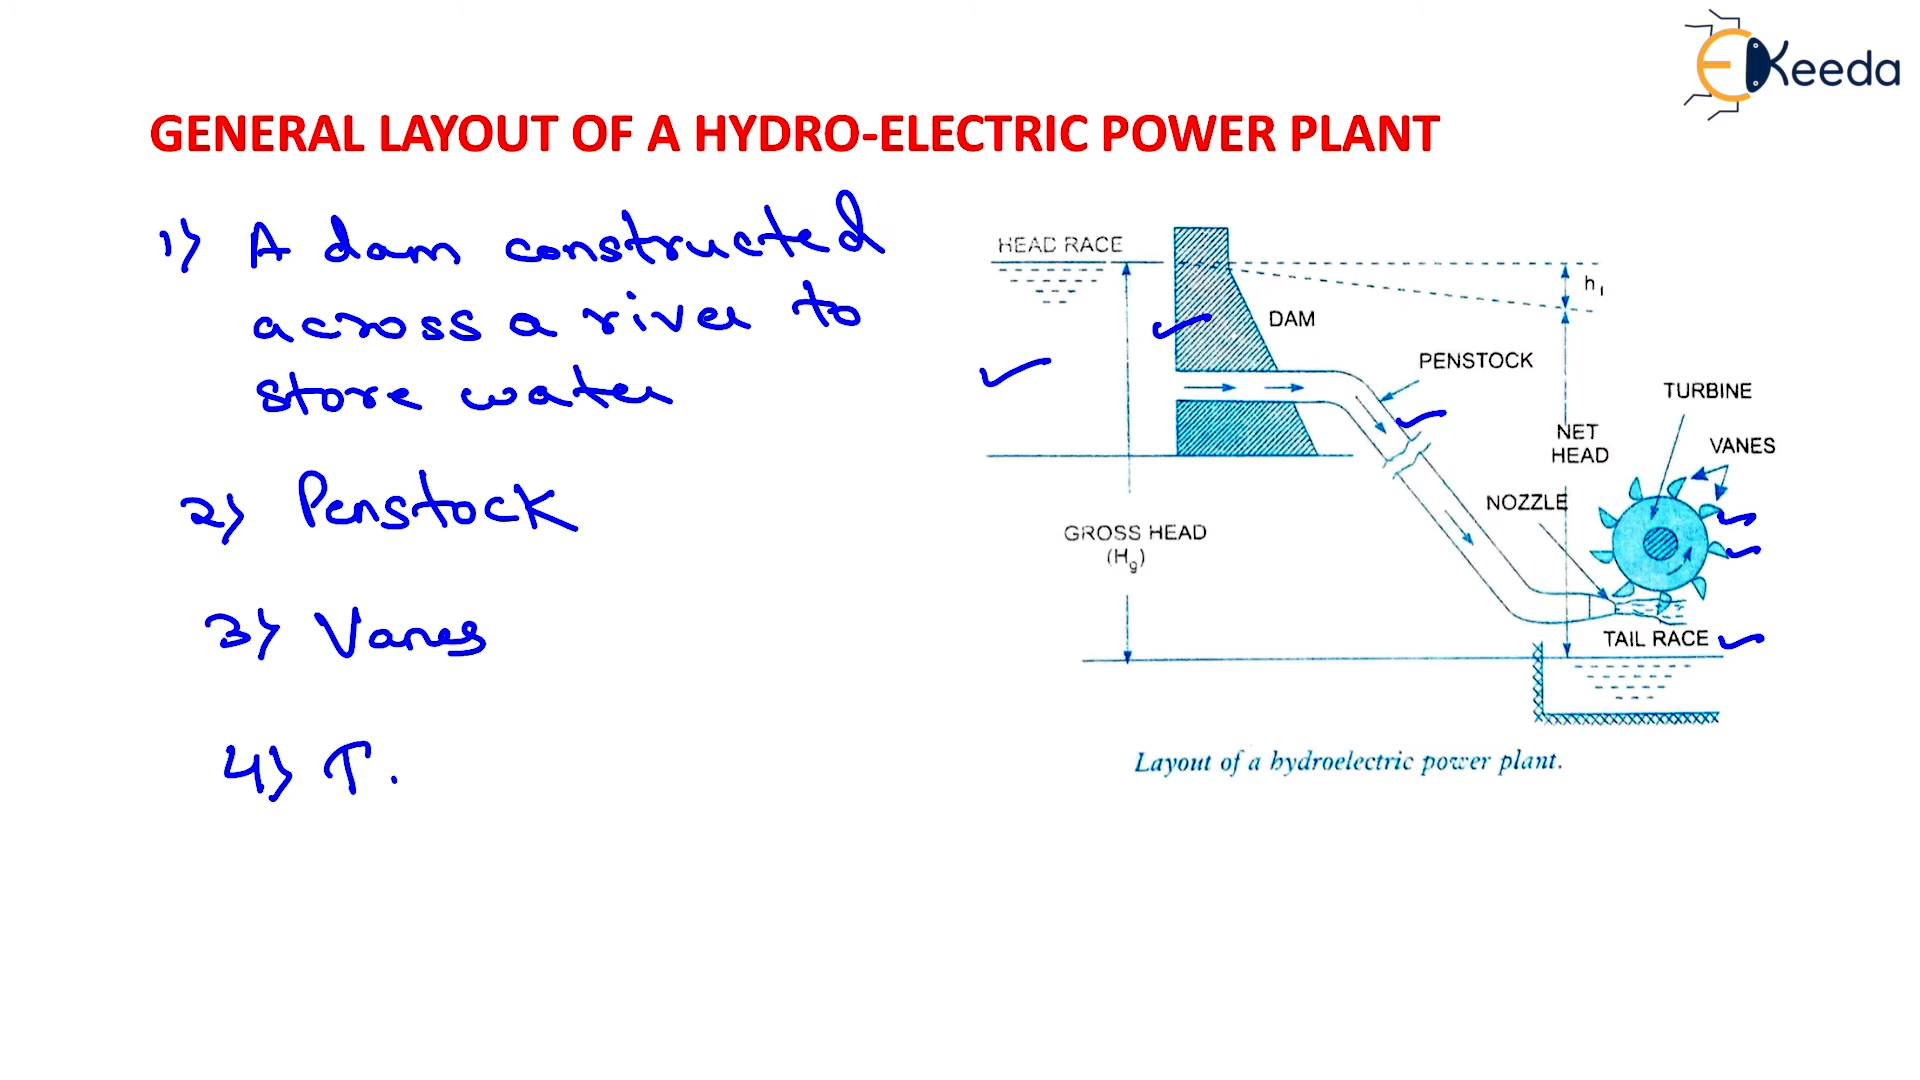 EKeeda
GENERAL LAYOUT OF A HYDRO-ELECTRIC POWER PLANT
1) A dam constructed
across a river to
store water
2) Penstock
3) Vanes
4) T.
HEAD RACE
h₁
DAM
PENSTOCK
TURBINE
VANES
NET
HEAD
NOZZLE
GROSS HEAD
(Hg)
TAIL RACE
Layout of a hydroelectric power plant.